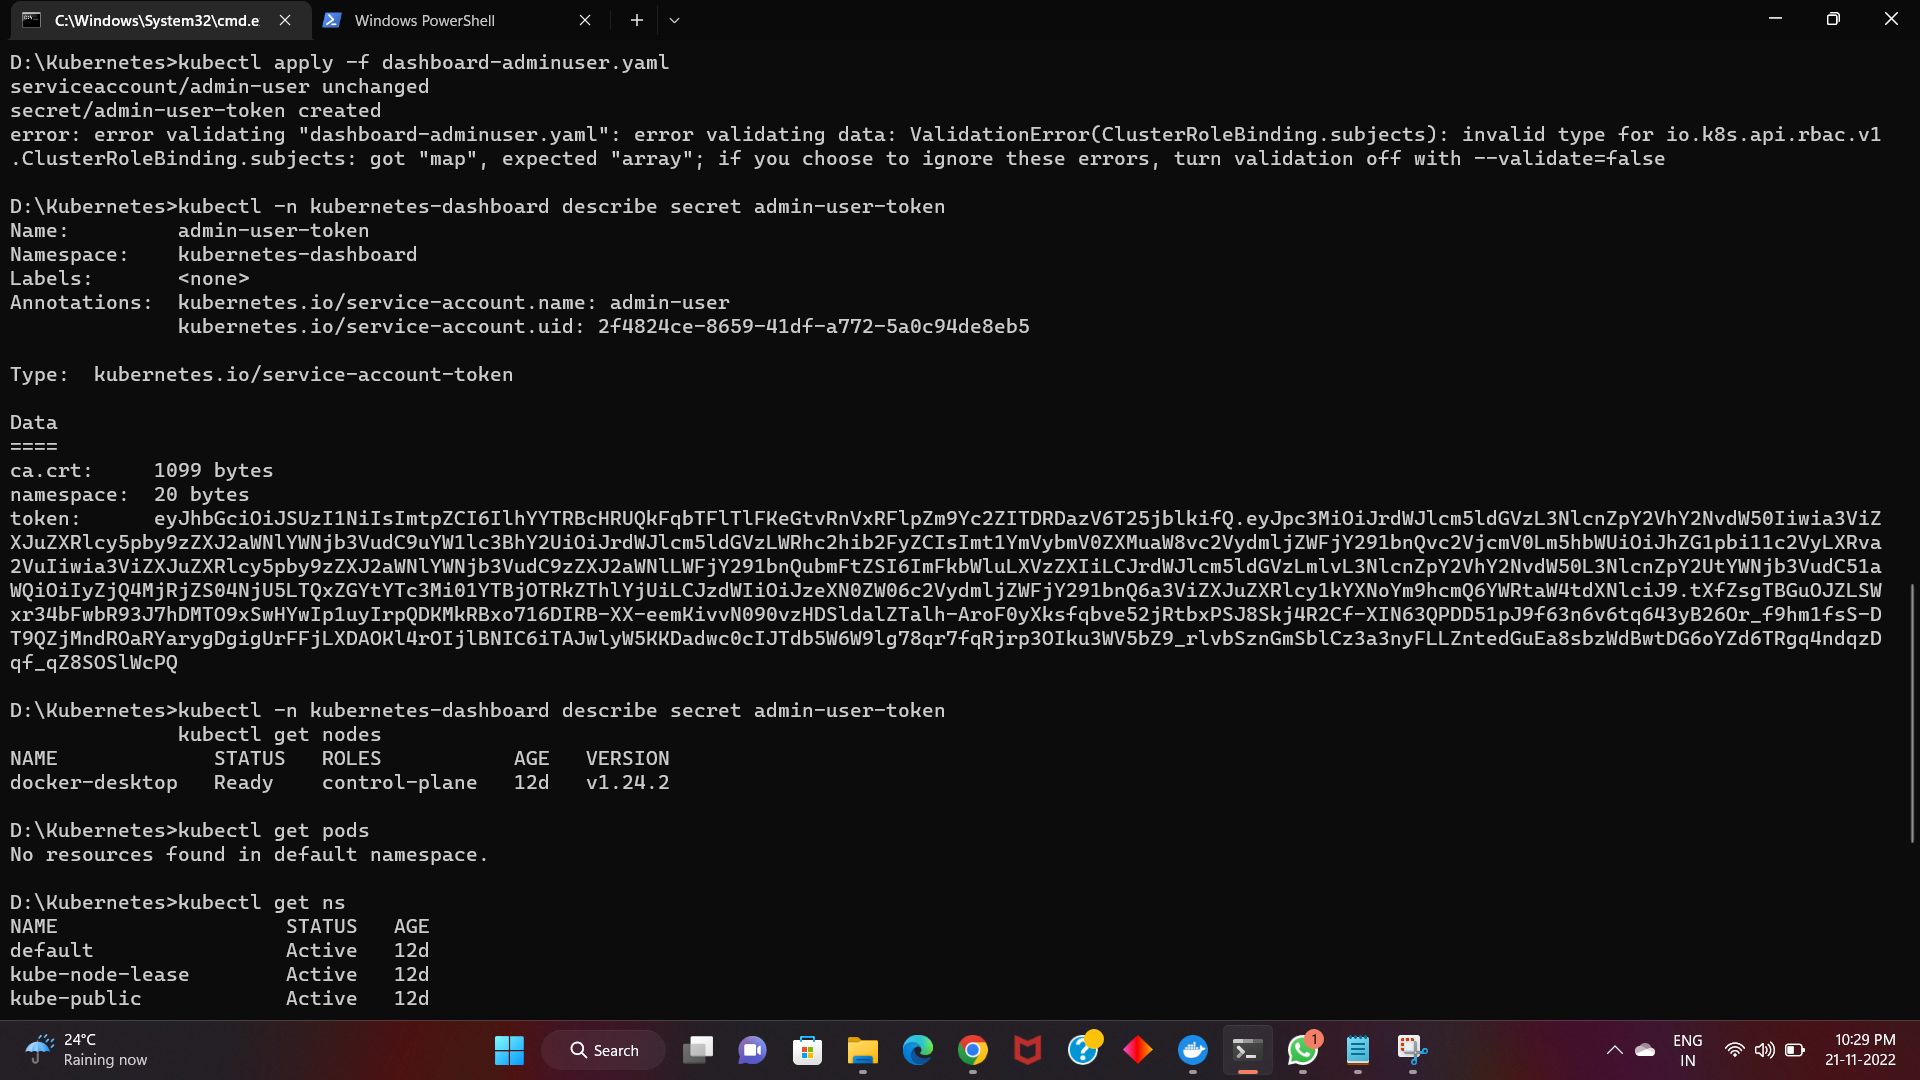 C:\Windows\System32\cmd.e
Windows PowerShell
D:\Kubernetes>kubectl apply -f dashboard-adminuser.yaml
serviceaccount/admin-user unchanged
secret/admin-user-token created
error: error validating "dashboard-adminuser.yaml": error validating data: ValidationError(ClusterRoleBinding.subjects): invalid type for io.k8s.api.rbac.v1
.ClusterRoleBinding.subjects: got "map", expected "array"; if you choose to ignore these errors, turn validation off with --validate=false
D:\Kubernetes>kubectl -n kubernetes-dashboard describe secret admin-user-token
Name:         admin-user-token
Namespace:    kubernetes-dashboard
Labels:       <none>
Annotations:  kubernetes.io/service-account.name: admin-user
kubernetes.io/service-account.uid: 2f4824ce-8659-41df-a772-5a0c94de8eb5
Type:  kubernetes.io/service-account-token
Data
====
ca.crt:     1099 bytes
namespace:  20 bytes
token:      eyJhbGciOiJSUzI1NiIsImtpZCI6IlhYYTRBcHRUQkFqbTFlTlFKeGtvRnVxRFlpZm9Yc2ZITDRDazV6T25jblkifQ.eyJpc3MiOiJrdWJlcm5ldGVzL3NlcnZpY2VhY2NvdW50Iiwia3ViZ
XJuZXRlcy5pby9zZXJ2aWNlYWNjb3VudC9uYW1lc3BhY2UiOiJrdWJlcm5ldGVzLWRhc2hib2FyZCIsImt1YmVybmV0ZXMuaW8vc2VydmljZWFjY291bnQvc2VjcmV0Lm5hbWUiOiJhZG1pbi11c2VyLXRva
2VuIiwia3ViZXJuZXRlcy5pby9zZXJ2aWNlYWNjb3VudC9zZXJ2aWNlLWFjY291bnQubmFtZSI6ImFkbWluLXVzZXIiLCJrdWJlcm5ldGVzLmlvL3NlcnZpY2VhY2NvdW50L3NlcnZpY2UtYWNjb3VudC51a
WQiOiIyZjQ4MjRjZS04NjU5LTQxZGYtYTc3Mi01YTBjOTRkZThlYjUiLCJzdWIiOiJzeXN0ZW06c2VydmljZWFjY291bnQ6a3ViZXJuZXRlcy1kYXNoYm9hcmQ6YWRtaW4tdXNlciJ9.tXfZsgTBGuOJZLSW
xr34bFwbR93J7hDMTO9xSwHYwIp1uyIrpQDKMkRBxo716DIRB-XX-eemKivvN090vzHDSldalZTalh-AroF0yXksfqbve52jRtbxPSJ8Skj4R2Cf-XIN63QPDD51pJ9f63n6v6tq643yB26Or_f9hm1fsS-D
T9QZjMndROaRYarygDgigUrFFjLXDAOKl4rOIjlBNIC6iTAJwlyW5KKDadwc0cIJTdb5W6W9lg78qr7fqRjrp3OIku3WV5bZ9_rlvbSznGmSblCz3a3nyFLLZntedGuEa8sbzWdBwtDG6oYZd6TRgq4ndqzD
qf_qZ8SOSlWcPQ
D:\Kubernetes>kubectl -n kubernetes-dashboard describe secret admin-user-token
kubectl get nodes
NAME             STATUS   ROLES           AGE   VERSION
docker-desktop   Ready    control-plane   12d   v1.24.2
D:\Kubernetes>kubectl get pods
No resources found in default namespace.
D:\Kubernetes>kubectl get ns
NAME                   STATUS   AGE
default                Active   12d
kube-node-lease        Active   12d
kube-public            Active   12d
24°C
Raining now
Search
1
ENG
IN
10:29 PM
21-11-2022